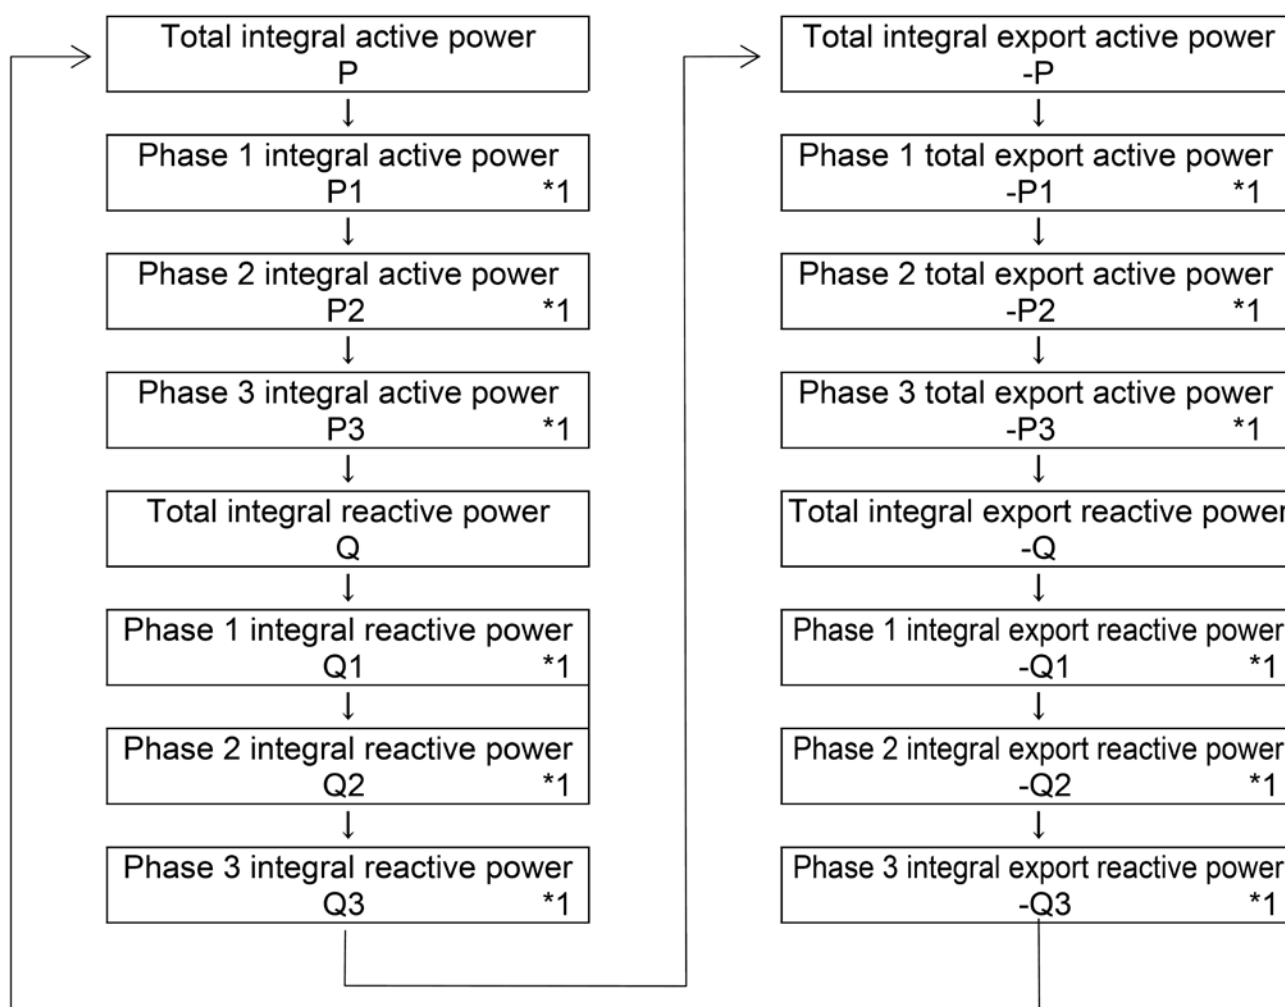 Total integral active power
P
Phase 1 integral active power
P1 *1
Phase 2 integral active power
P2 *1
Phase 3 integral active power
P3 *1
Total integral reactive power
Q
Phase 1 integral reactive power
Q1 *1
Phase 2 integral reactive power
Q2 *1
Phase 3 integral reactive power
Q3 *1
Total integral export active power
-P
Phase 1 total export active power
-P1 *1
Phase 2 total export active power
-P2 *1
Phase 3 total export active power
-P3 *1
Total integral export reactive power
-Q
Phase 1 integral export reactive power
-Q1 *1
Phase 2 integral export reactive power
-Q2 *1
Phase 3 integral export reactive power
-Q3 *1